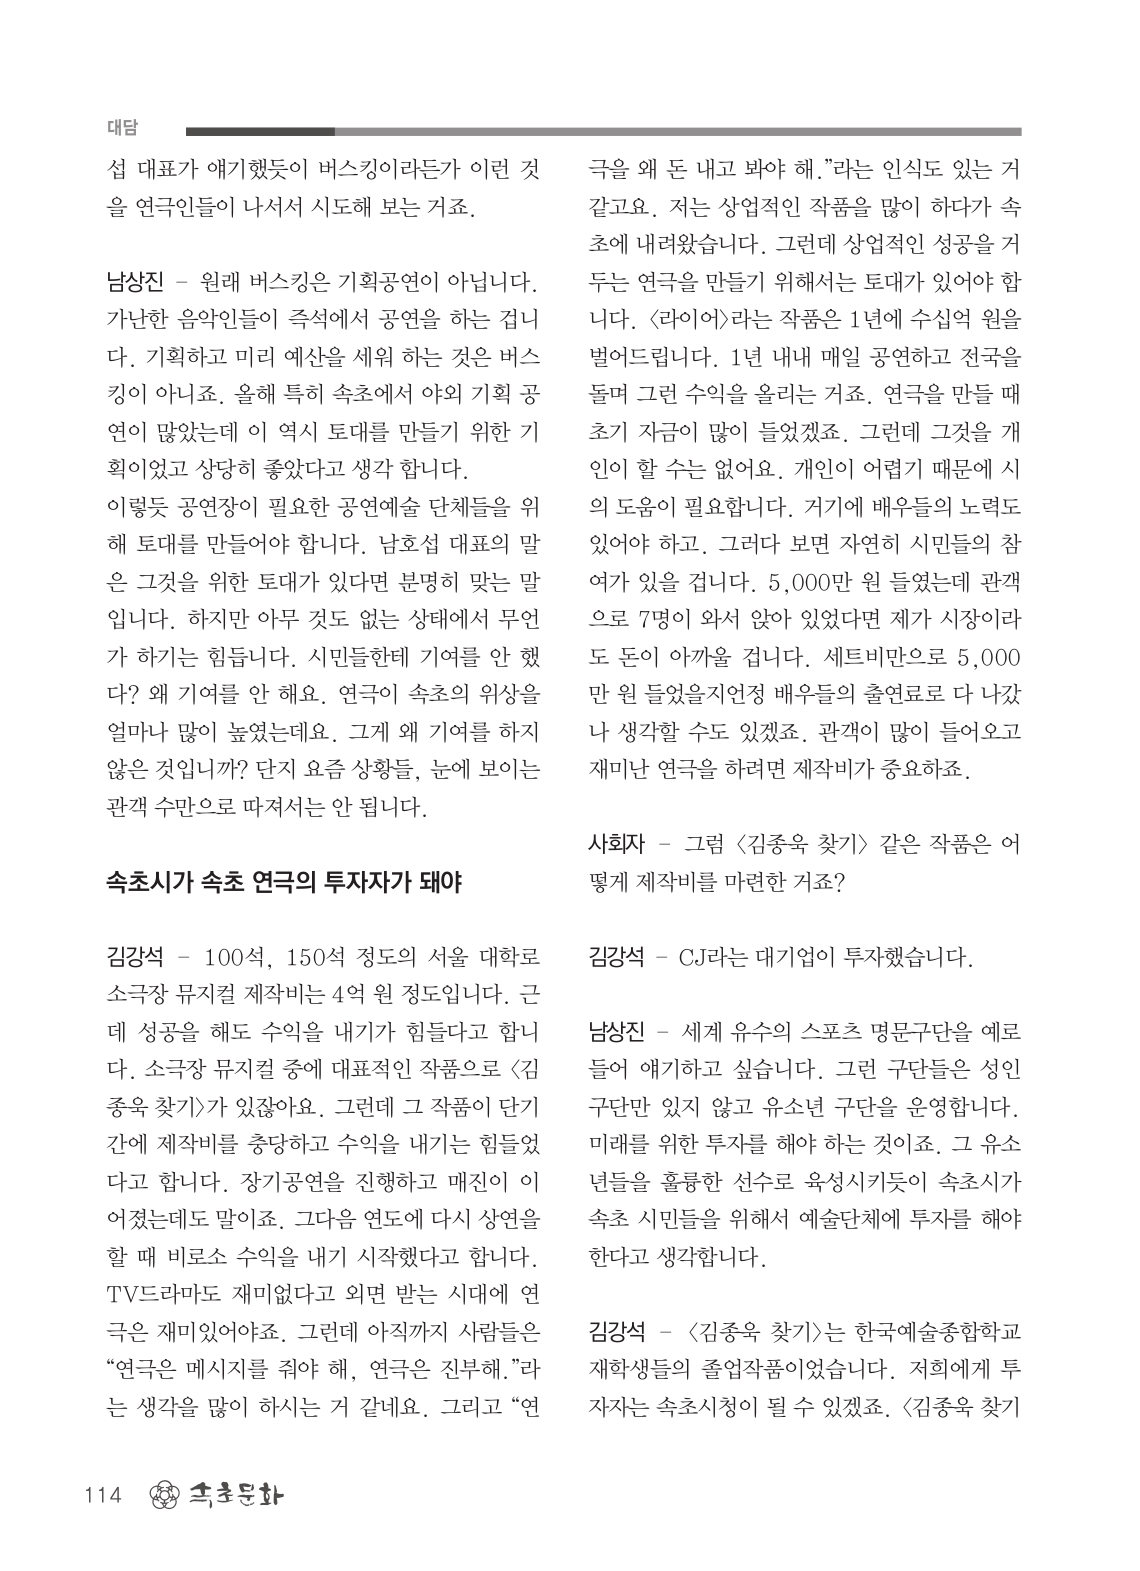 대담
섭 대표가 얘기했듯이 버스킹이라든가 이런 것
을 연극인들이 나서서 시도해 보는 거죠.
남상진 – 원래 버스킹은 기획공연이 아닙니다.
가난한 음악인들이 즉석에서 공연을 하는 겁니
다. 기획하고 미리 예산을 세워 하는 것은 버스
킹이 아니죠. 올해 특히 속초에서 야외 기획 공
연이 많았는데 이 역시 토대를 만들기 위한 기
획이었고 상당히 좋았다고 생각 합니다.
이렇듯 공연장이 필요한 공연예술 단체들을 위
해 토대를 만들어야 합니다. 남호섭 대표의 말
은 그것을 위한 토대가 있다면 분명히 맞는 말
입니다. 하지만 아무 것도 없는 상태에서 무언
가 하기는 힘듭니다. 시민들한테 기여를 안 했
다? 왜 기여를 안 해요. 연극이 속초의 위상을
얼마나 많이 높였는데요. 그게 왜 기여를 하지
않은 것입니까? 단지 요즘 상황들, 눈에 보이는
관객 수만으로 따져서는 안 됩니다.
속초시가 속초 연극의 투자자가 돼야
김강석 – 100석, 150석 정도의 서울 대학로
소극장 뮤지컬 제작비는 4억 원 정도입니다. 근
데 성공을 해도 수익을 내기가 힘들다고 합니
다. 소극장 뮤지컬 중에 대표적인 작품으로 〈김
종욱 찾기〉가 있잖아요. 그런데 그 작품이 단기
간에 제작비를 충당하고 수익을 내기는 힘들었
다고 합니다. 장기공연을 진행하고 매진이 이
어졌는데도 말이죠. 그다음 연도에 다시 상연을
할 때 비로소 수익을 내기 시작했다고 합니다.
TV드라마도 재미없다고 외면 받는 시대에 연
극은 재미있어야죠. 그런데 아직까지 사람들은
“연극은 메시지를 줘야 해, 연극은 진부해.”라
는 생각을 많이 하시는 거 같네요. 그리고 “연
극을 왜 돈 내고 봐야 해.”라는 인식도 있는 거
같고요. 저는 상업적인 작품을 많이 하다가 속
초에 내려왔습니다. 그런데 상업적인 성공을 거
두는 연극을 만들기 위해서는 토대가 있어야 합
니다. 〈라이어〉라는 작품은 1년에 수십억 원을
벌어드립니다. 1년 내내 매일 공연하고 전국을
돌며 그런 수익을 올리는 거죠. 연극을 만들 때
초기 자금이 많이 들었겠죠. 그런데 그것을 개
인이 할 수는 없어요. 개인이 어렵기 때문에 시
의 도움이 필요합니다. 거기에 배우들의 노력도
있어야 하고. 그러다 보면 자연히 시민들의 참
여가 있을 겁니다. 5,000만 원 들였는데 관객
으로 7명이 와서 앉아 있었다면 제가 시장이라
도 돈이 아까울 겁니다. 세트비만으로 5,000
만 원 들었을지언정 배우들의 출연료로 다 나갔
나 생각할 수도 있겠죠. 관객이 많이 들어오고
재미난 연극을 하려면 제작비가 중요하죠.
사회자 – 그럼 〈김종욱 찾기〉 같은 작품은 어
떻게 제작비를 마련한 거죠?
김강석 – CJ라는 대기업이 투자했습니다.
남상진 – 세계 유수의 스포츠 명문구단을 예로
들어 얘기하고 싶습니다. 그런 구단들은 성인
구단만 있지 않고 유소년 구단을 운영합니다.
미래를 위한 투자를 해야 하는 것이죠. 그 유소
년들을 훌륭한 선수로 육성시키듯이 속초시가
속초 시민들을 위해서 예술단체에 투자를 해야
한다고 생각합니다.
김강석 – 〈김종욱 찾기〉는 한국예술종합학교
재학생들의 졸업작품이었습니다. 저희에게 투
자자는 속초시청이 될 수 있겠죠. 〈김종욱 찾기
114 속초문화